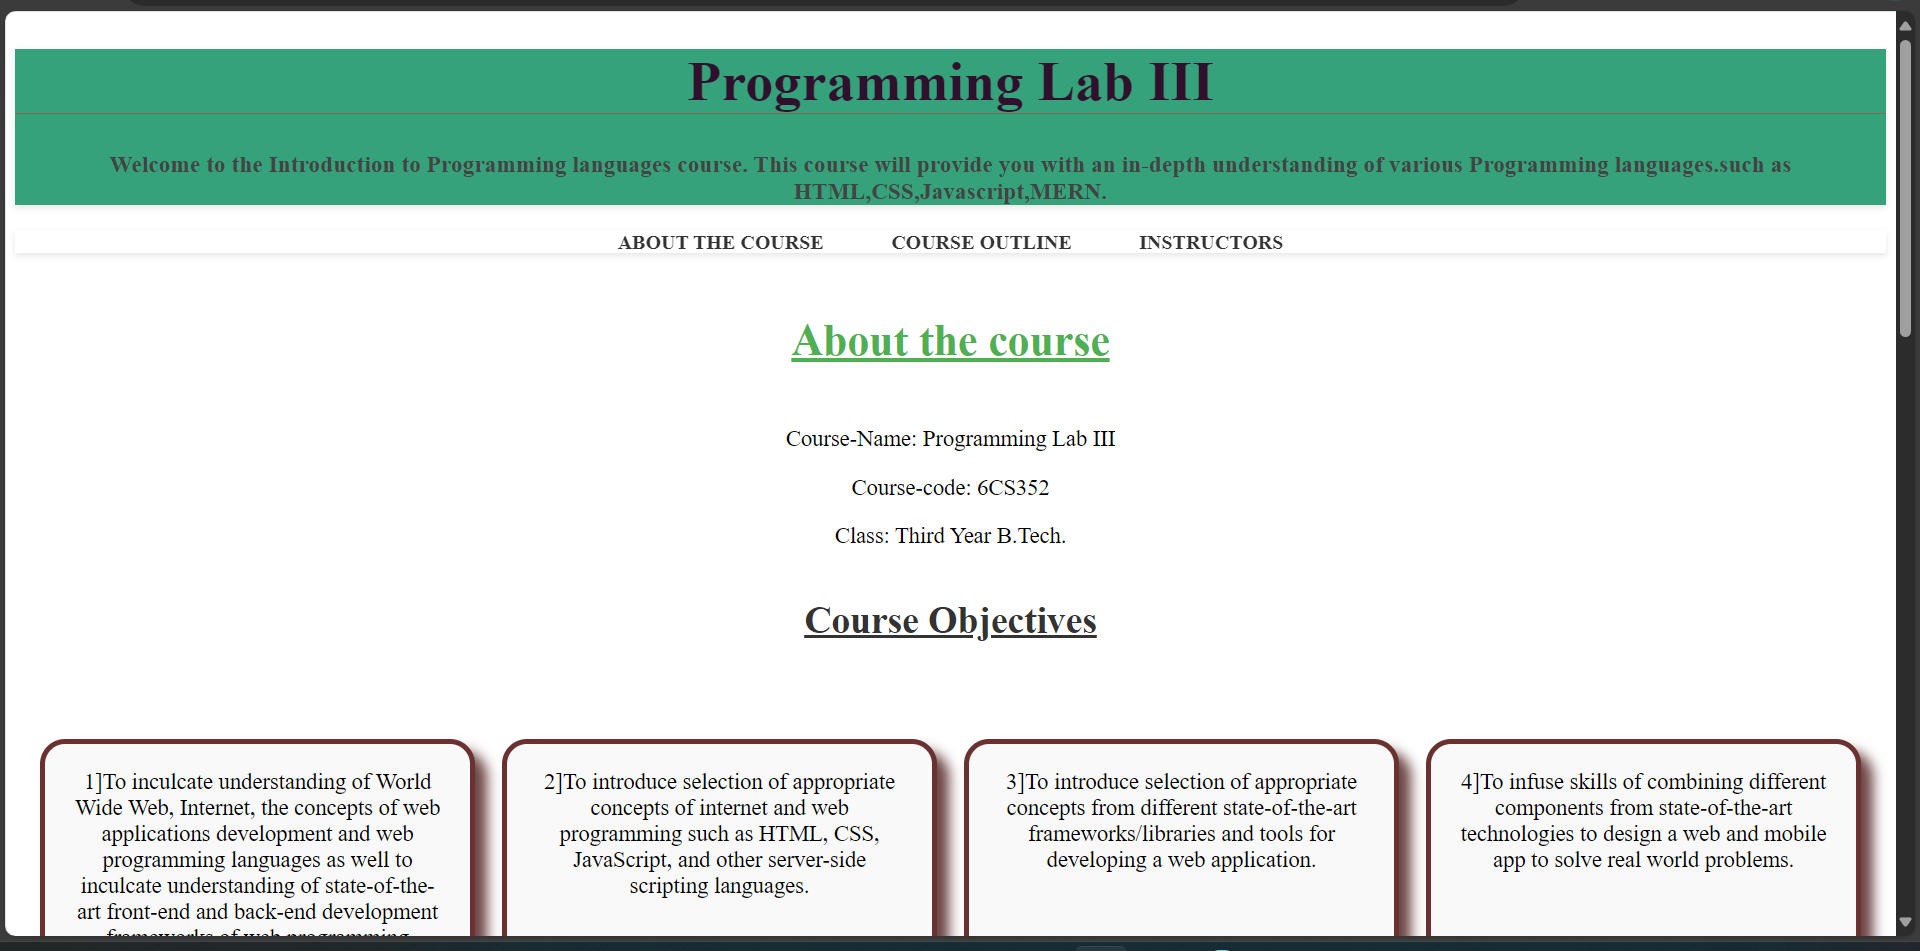 Programming Lab III
Welcome to the Introduction to Programming languages course. This course will provide you with an in-depth understanding of various Programming languages.such as
HTML,CSS,Javascript,MERN.
ABOUT THE COURSE COURSE OUTLINE INSTRUCTORS
About the course
Course-Name: Programming Lab III
Course-code: 6CS352
Class: Third Year B.Tech.
Course Objectives
1]To inculcate understanding of World
Wide Web, Internet, the concepts of web
applications development and web
programming languages as well to
inculcate understanding of state-of-the-
art front-end and back-end development
frameworks of web programming
2]To introduce selection of appropriate
concepts of internet and web
programming such as HTML, CSS,
JavaScript, and other server-side
scripting languages.
3]To introduce selection of appropriate
concepts from different state-of-the-art
frameworks/libraries and tools for
developing a web application.
4]To infuse skills of combining different
components from state-of-the-art
technologies to design a web and mobile
app to solve real world problems.